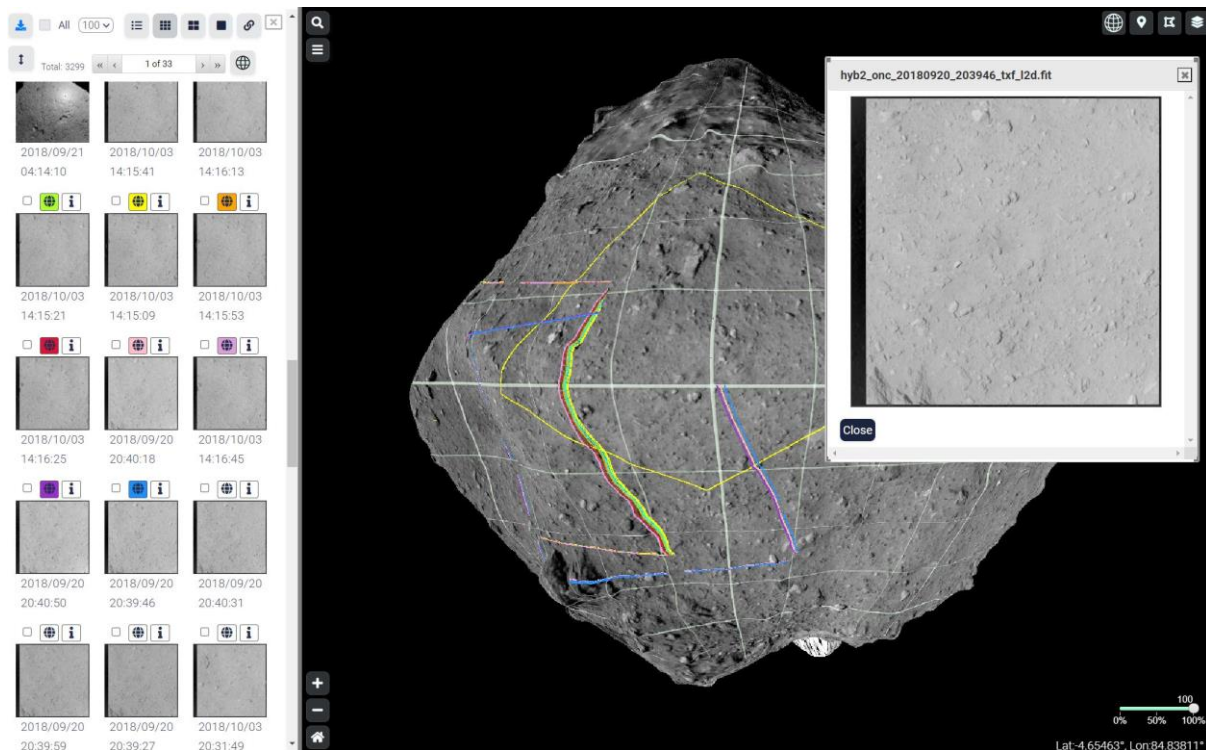 All 100
Total: 3299 « ‹ 1 of 33 › »
2018/09/21 2018/10/03 2018/10/03
04:14:10 14:15:41 14:16:13
2018/10/03 2018/10/03 2018/10/03
14:15:21 14:15:09 14:15:53
2018/10/03 2018/09/20 2018/10/03
14:16:25 20:40:18 14:16:45
2018/09/20 2018/09/20 2018/09/20
20:40:50 20:39:46 20:40:31
2018/09/20 2018/09/20 2018/10/03
20:39:59 20:39:27 20:31:49
hyb2_onc_20180920_203946_txf_l2d.fit
Close
100
0% 50% 100%
Lat:-4.65463°, Lon:84.83811°